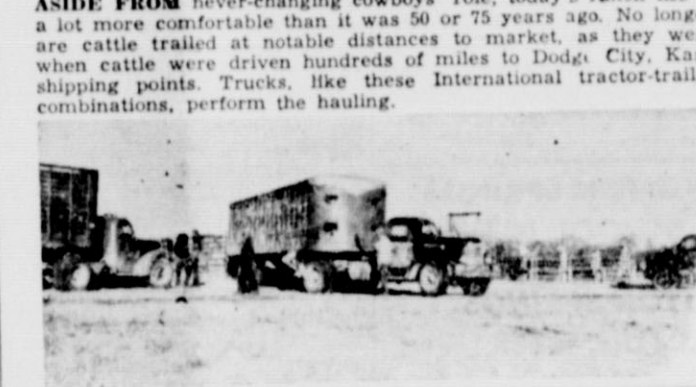 ASIDE FROM never-changing cowboys' role, today's
a lot more comfortable than it was 50 or 75 years ago. No long
are cattle trailed at notable distances to market, as they we
when cattle were driven hundreds of miles to Dodge City, Ka
shipping points. Trucks, like these International tractor-trail
combinations, perform the hauling.